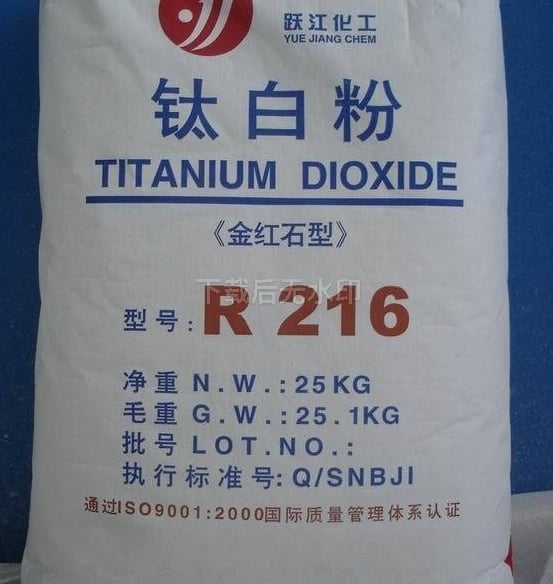 跃江化工
YUE JIANG CHEM
钛白粉
TITANIUM DIOXIDE
《金红石型》
下载后无水印
型号: R 216
净重 N.W.:25KG
毛重 G.W.:25.1KG
批号 LOT.NO.:
执行标准号:Q/SNBJI
通过ISO9001:2000国际质量管理体系认证